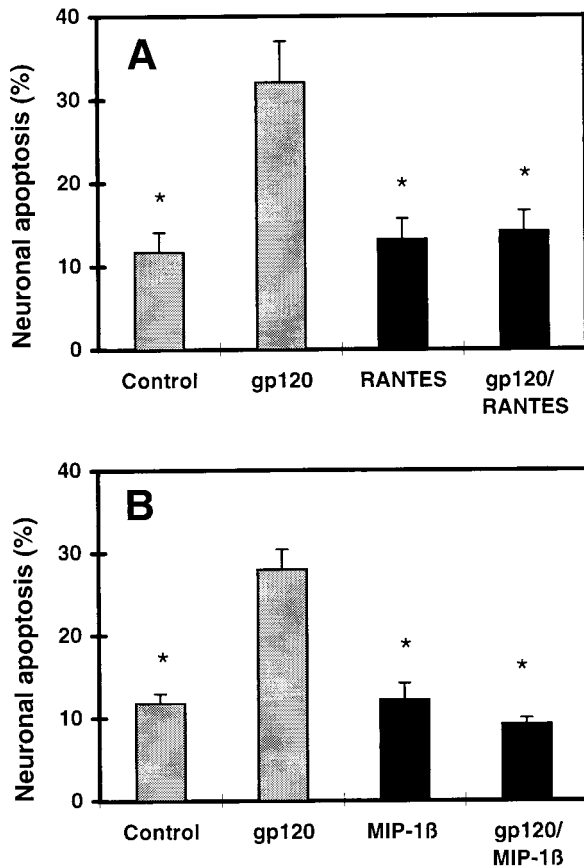 A
Neuronal apoptosis (%)
40
30
20
10
0
*
*
*
Control gp120 RANTES gp120/
RANTES
B
Neuronal apoptosis (%)
40
30
20
10
0
*
*
*
Control gp120 MIP-1ß gp120/
MIP-1ß